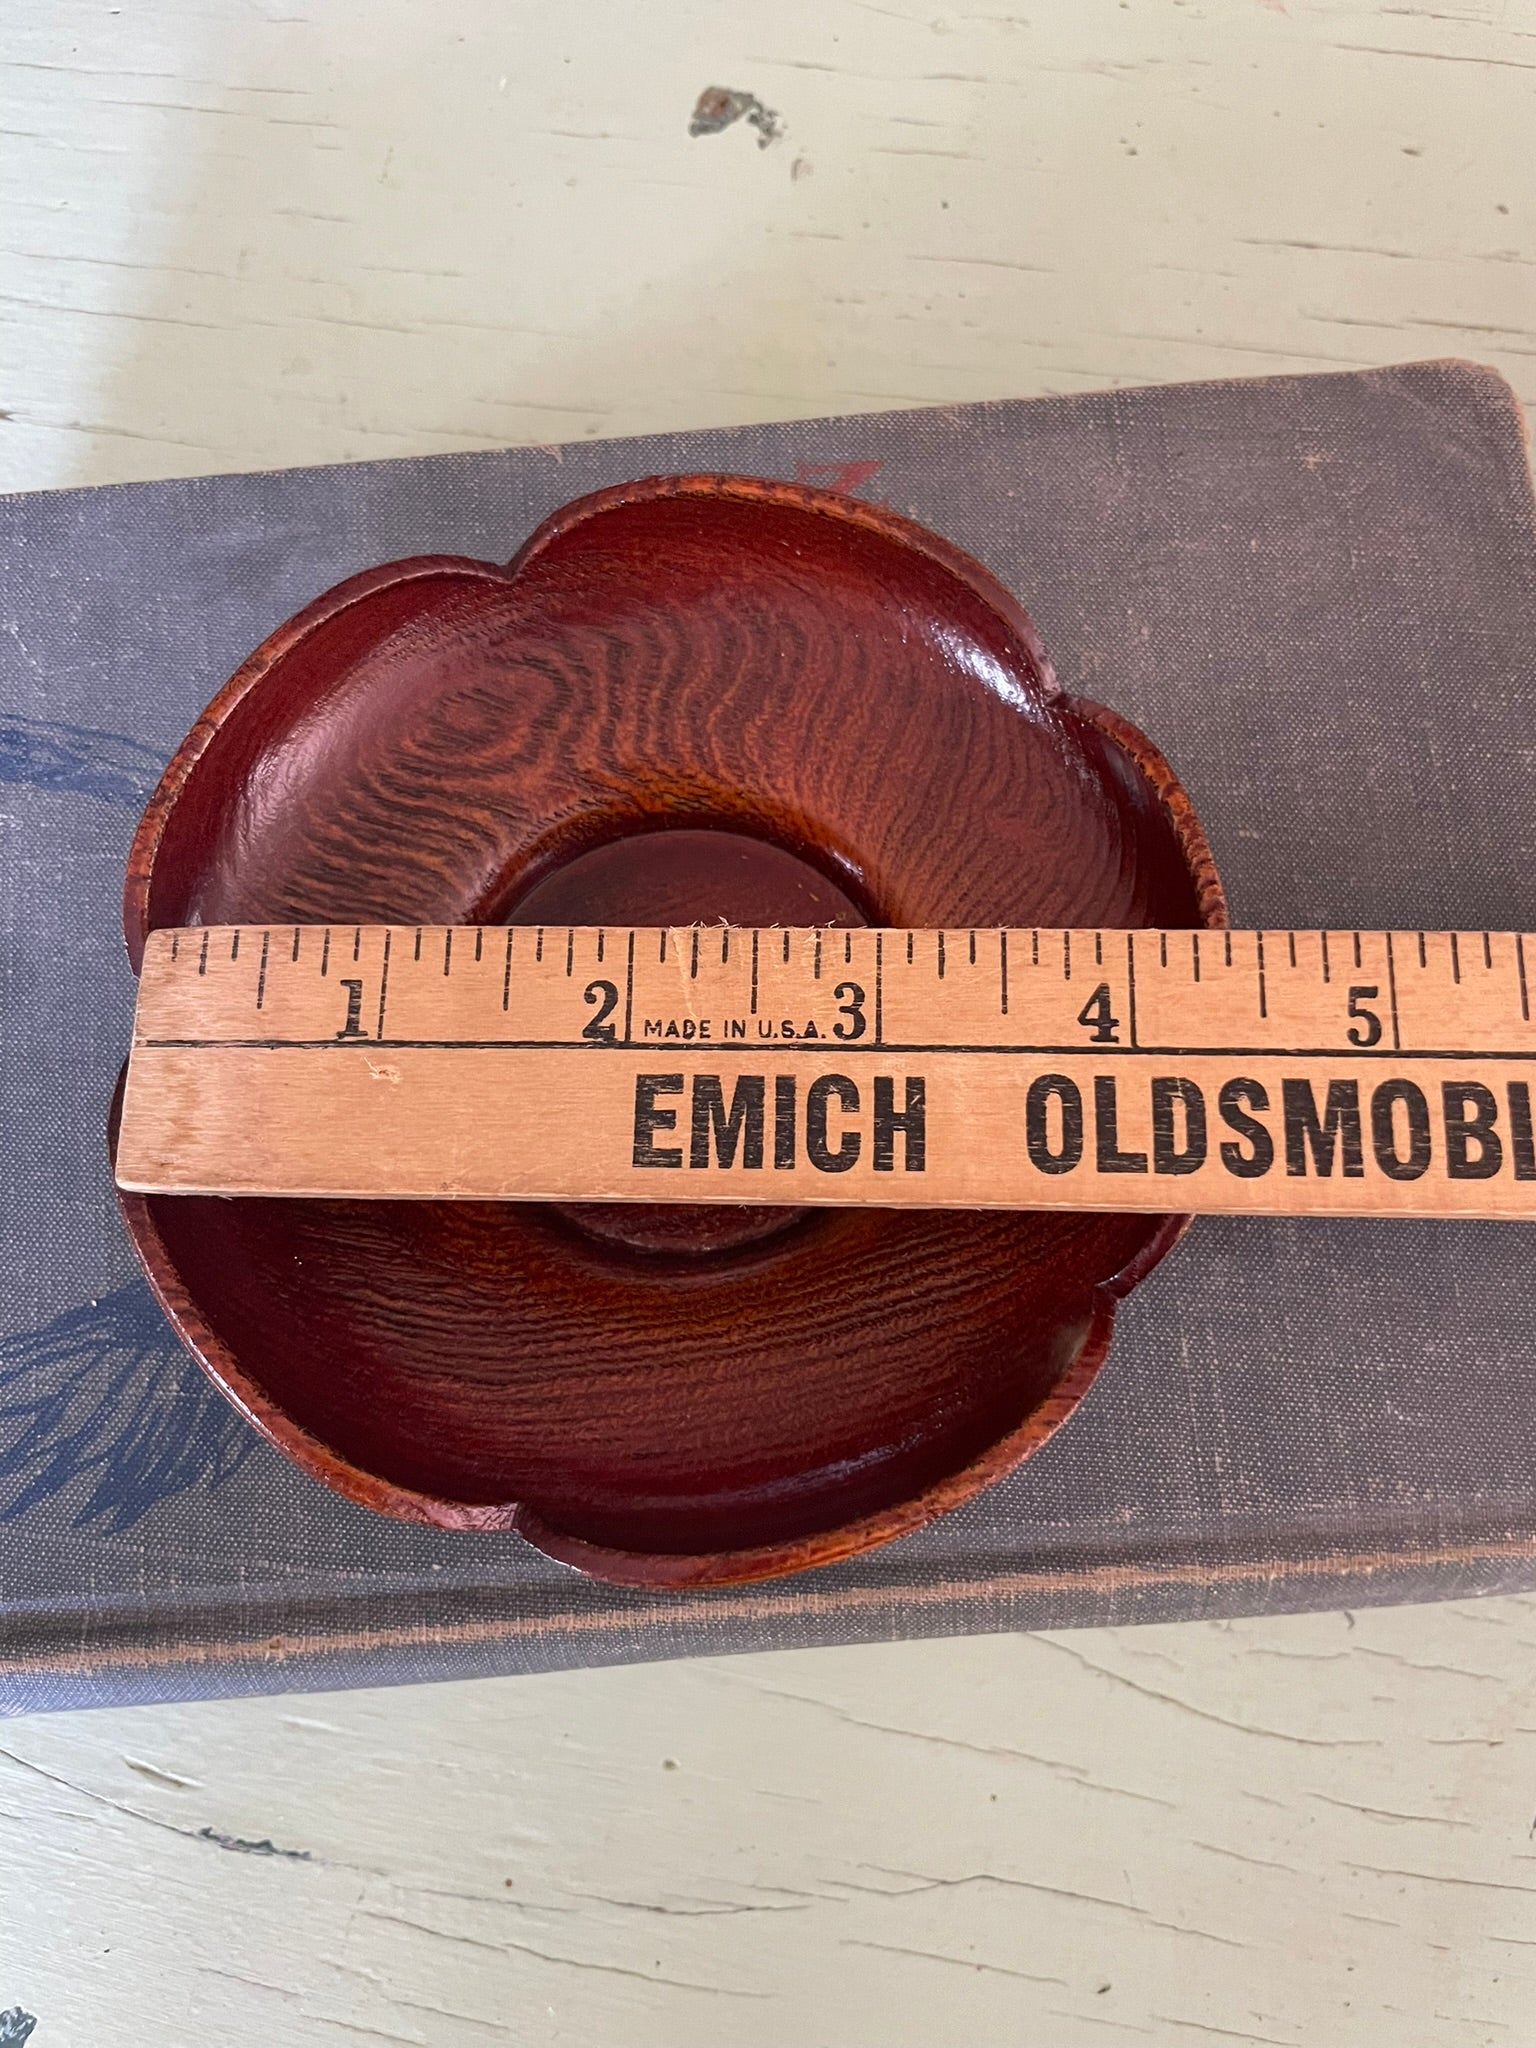 1 2 3 4 5
MADE IN U.S.A.
EMICH OLDSMOBI